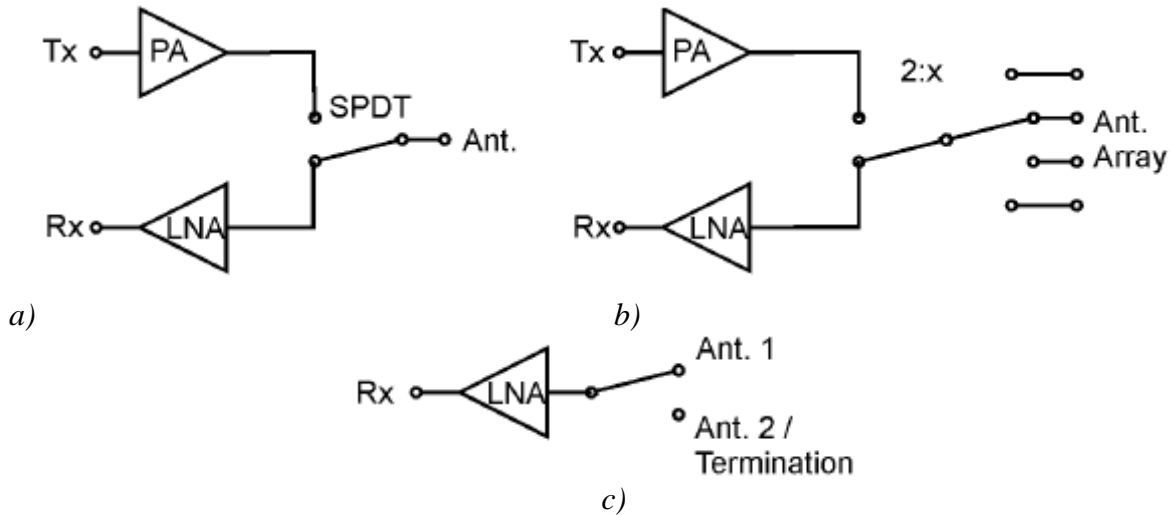 Tx PA
SPDT
Ant.
Rx LNA
a)
Tx PA
2:x
Ant.
Array
Rx LNA
b)
Ant. 1
Rx LNA
Ant. 2 /
Termination
c)